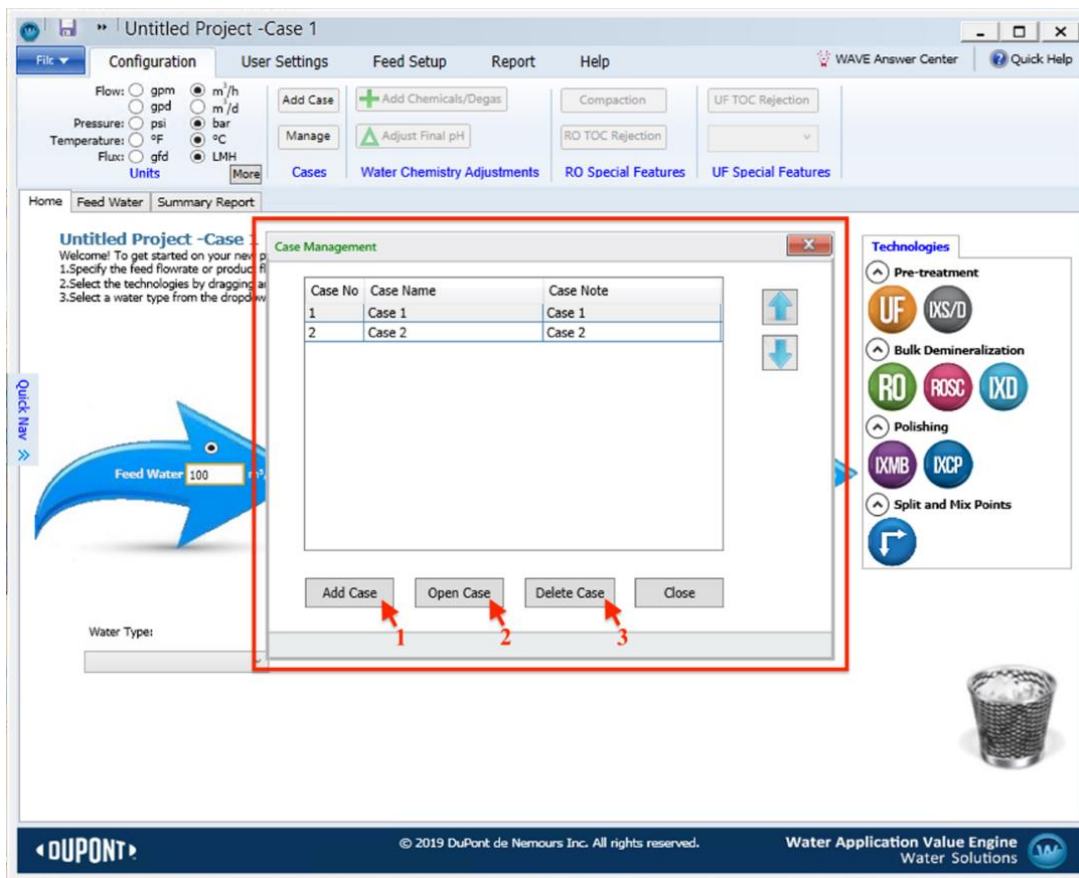 Untitled Project -Case 1
File
Configuration
User Settings
Feed Setup
Report
Help
WAVE Answer Center
Quick Help
Flow: gpm m³/h
gpd m³/d
Pressure: psi bar
Temperature: °F °C
Flux: gfd LMH
Units
More
Add Case
Manage
Cases
Add Chemicals/Degas
Adjust Final pH
Water Chemistry Adjustments
Compaction
RO TOC Rejection
RO Special Features
UF TOC Rejection
UF Special Features
Home Feed Water Summary Report
Untitled Project -Case 1
Welcome! To get started on your new p
1.Specify the feed flowrate or product fl
2.Select the technologies by dragging a
3.Select a water type from the dropdow
Quick Nav
Feed Water 100 m³
Water Type:
Case Management
Case No Case Name Case Note
1 Case 1 Case 1
2 Case 2 Case 2
Add Case Open Case Delete Case Close
1 2 3
Technologies
Pre-treatment
UF IXS/D
Bulk Demineralization
RO ROSC IXD
Polishing
IXMB IXCP
Split and Mix Points
DUPONT
© 2019 DuPont de Nemours Inc. All rights reserved.
Water Application Value Engine
Water Solutions
W